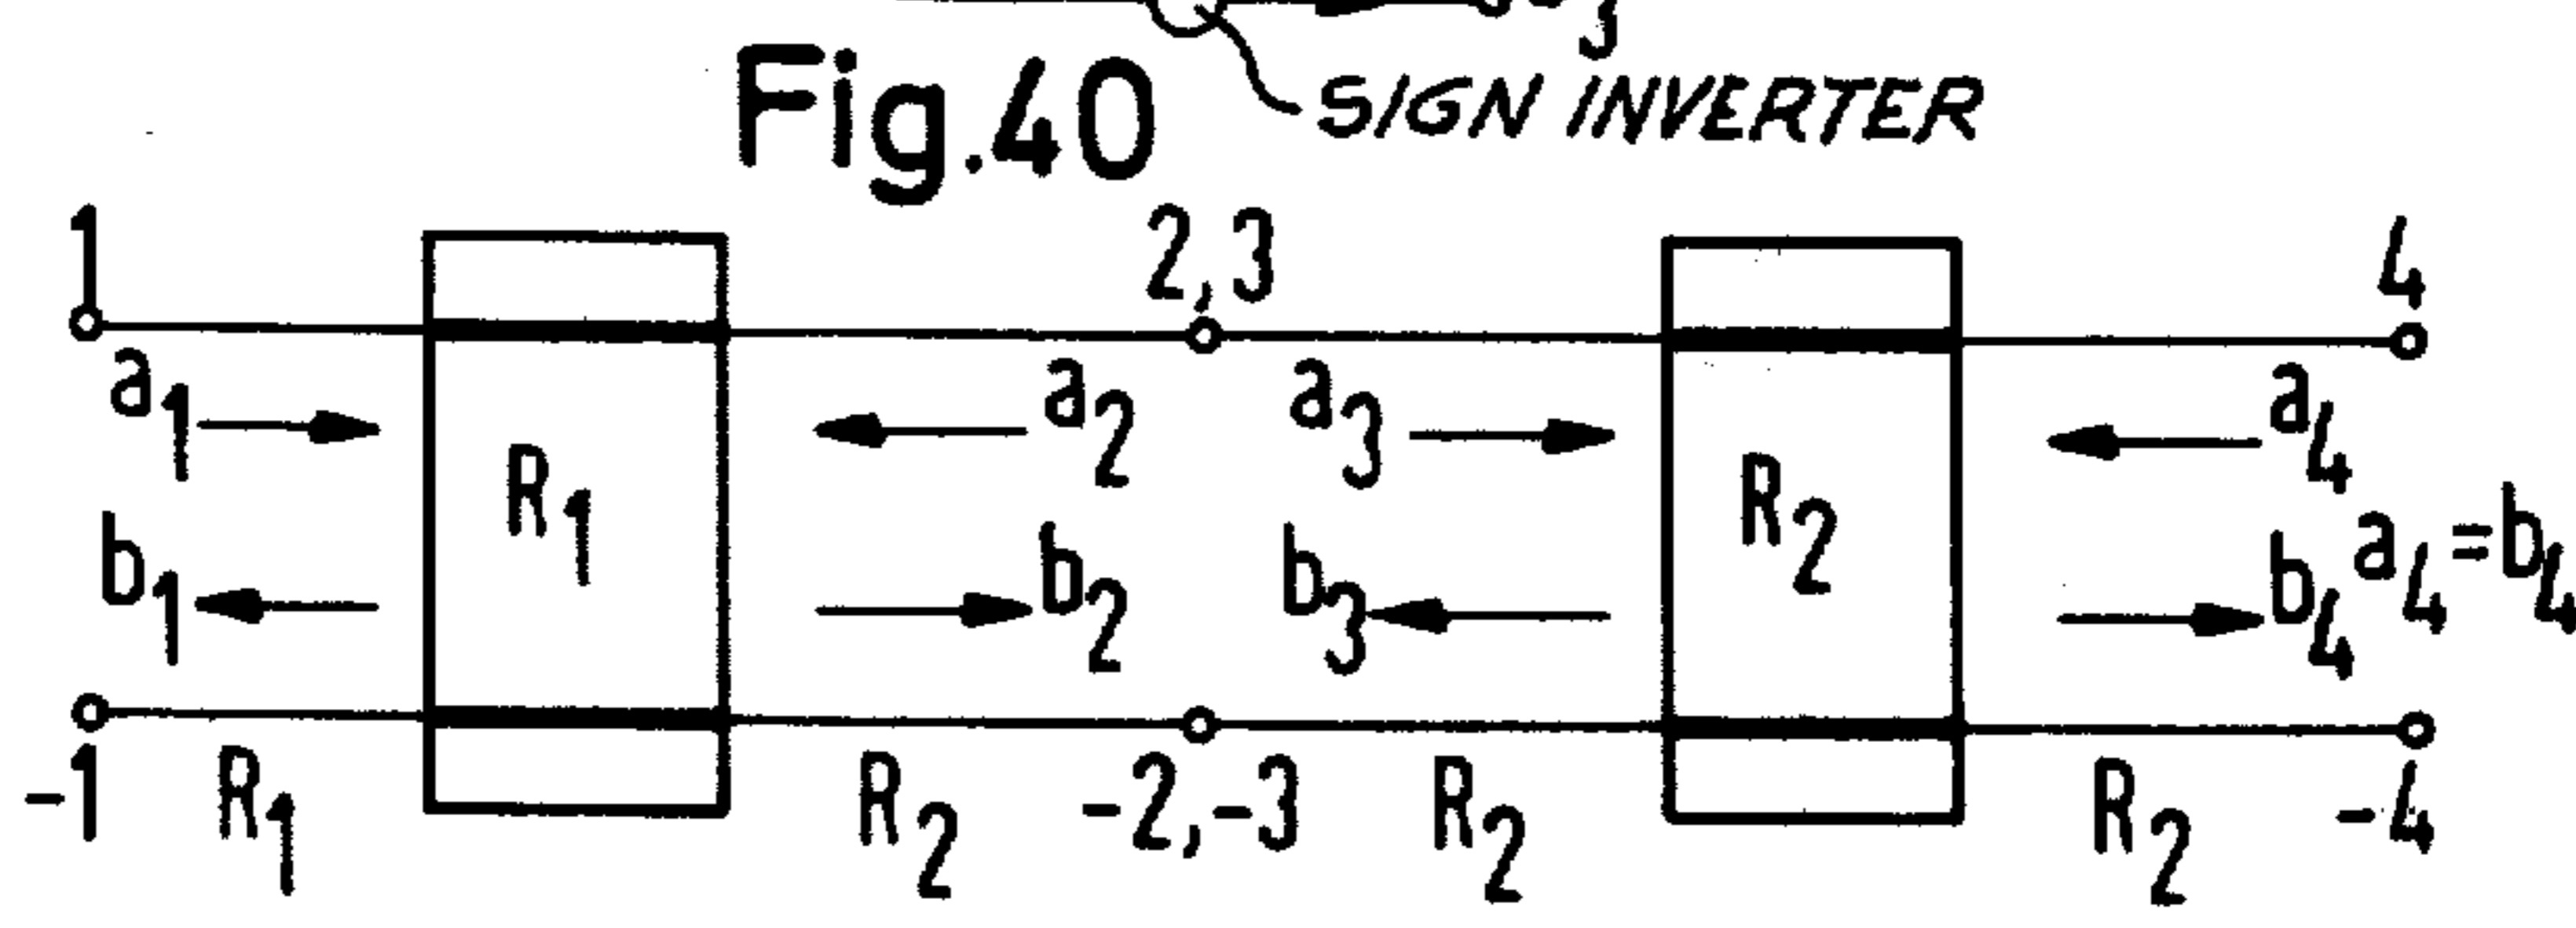 3
Fig.40
SIGN INVERTER
1 2,3 4
a1 a2 a3 a4
R1 R2
b1 b2 b3 b4 a4=b4
-1 R1 R2 -2,-3 R2 R2 -4